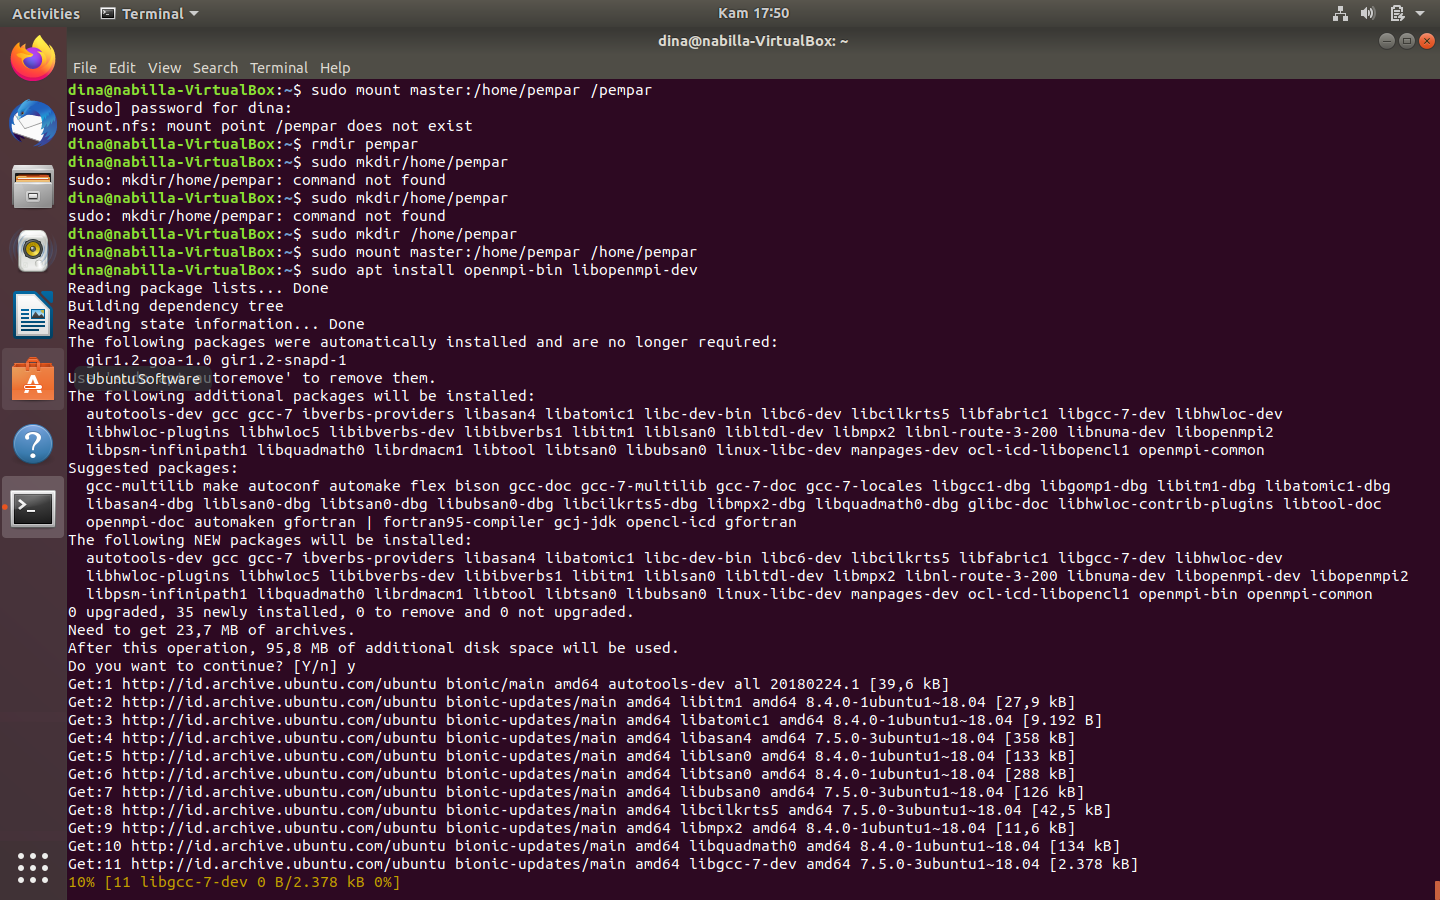 Activities Terminal Kam 17:50
dina@nabilla-VirtualBox: ~
File Edit View Search Terminal Help
dina@nabilla-VirtualBox:~$ sudo mount master:/home/pempar /pempar
[sudo] password for dina:
mount.nfs: mount point /pempar does not exist
dina@nabilla-VirtualBox:~$ rmdir pempar
dina@nabilla-VirtualBox:~$ sudo mkdir/home/pempar
sudo: mkdir/home/pempar: command not found
dina@nabilla-VirtualBox:~$ sudo mkdir/home/pempar
sudo: mkdir/home/pempar: command not found
dina@nabilla-VirtualBox:~$ sudo mkdir /home/pempar
dina@nabilla-VirtualBox:~$ sudo mount master:/home/pempar /home/pempar
dina@nabilla-VirtualBox:~$ sudo apt install openmpi-bin libopenmpi-dev
Reading package lists... Done
Building dependency tree
Reading state information... Done
The following packages were automatically installed and are no longer required:
gir1.2-goa-1.0 gir1.2-snapd-1
Ubuntu Software
utoremove' to remove them.
The following additional packages will be installed:
autotools-dev gcc gcc-7 ibverbs-providers libasan4 libatomic1 libc-dev-bin libc6-dev libcilkrts5 libfabric1 libgcc-7-dev libhwloc-dev
libhwloc-plugins libhwloc5 libibverbs-dev libibverbs1 libitm1 liblsan0 libltdl-dev libmpx2 libnl-route-3-200 libnuma-dev libopenmpi2
libpsm-infinipath1 libquadmath0 librdmacm1 libtool libtsan0 libubsan0 linux-libc-dev manpages-dev ocl-icd-libopencl1 openmpi-common
Suggested packages:
gcc-multilib make autoconf automake flex bison gcc-doc gcc-7-multilib gcc-7-doc gcc-7-locales libgcc1-dbg libgomp1-dbg libitm1-dbg libatomic1-dbg
libasan4-dbg liblsan0-dbg libtsan0-dbg libubsan0-dbg libcilkrts5-dbg libmpx2-dbg libquadmath0-dbg glibc-doc libhwloc-contrib-plugins libtool-doc
openmpi-doc automaken gfortran | fortran95-compiler gcj-jdk opencl-icd gfortran
The following NEW packages will be installed:
autotools-dev gcc gcc-7 ibverbs-providers libasan4 libatomic1 libc-dev-bin libc6-dev libcilkrts5 libfabric1 libgcc-7-dev libhwloc-dev
libhwloc-plugins libhwloc5 libibverbs-dev libibverbs1 libitm1 liblsan0 libltdl-dev libmpx2 libnl-route-3-200 libnuma-dev libopenmpi-dev libopenmpi2
libpsm-infinipath1 libquadmath0 librdmacm1 libtool libtsan0 libubsan0 linux-libc-dev manpages-dev ocl-icd-libopencl1 openmpi-bin openmpi-common
0 upgraded, 35 newly installed, 0 to remove and 0 not upgraded.
Need to get 23,7 MB of archives.
After this operation, 95,8 MB of additional disk space will be used.
Do you want to continue? [Y/n] y
Get:1 http://id.archive.ubuntu.com/ubuntu bionic/main amd64 autotools-dev all 20180224.1 [39,6 kB]
Get:2 http://id.archive.ubuntu.com/ubuntu bionic-updates/main amd64 libitm1 amd64 8.4.0-1ubuntu1~18.04 [27,9 kB]
Get:3 http://id.archive.ubuntu.com/ubuntu bionic-updates/main amd64 libatomic1 amd64 8.4.0-1ubuntu1~18.04 [9.192 B]
Get:4 http://id.archive.ubuntu.com/ubuntu bionic-updates/main amd64 libasan4 amd64 7.5.0-3ubuntu1~18.04 [358 kB]
Get:5 http://id.archive.ubuntu.com/ubuntu bionic-updates/main amd64 liblsan0 amd64 8.4.0-1ubuntu1~18.04 [133 kB]
Get:6 http://id.archive.ubuntu.com/ubuntu bionic-updates/main amd64 libtsan0 amd64 8.4.0-1ubuntu1~18.04 [288 kB]
Get:7 http://id.archive.ubuntu.com/ubuntu bionic-updates/main amd64 libubsan0 amd64 7.5.0-3ubuntu1~18.04 [126 kB]
Get:8 http://id.archive.ubuntu.com/ubuntu bionic-updates/main amd64 libcilkrts5 amd64 7.5.0-3ubuntu1~18.04 [42,5 kB]
Get:9 http://id.archive.ubuntu.com/ubuntu bionic-updates/main amd64 libmpx2 amd64 8.4.0-1ubuntu1~18.04 [11,6 kB]
Get:10 http://id.archive.ubuntu.com/ubuntu bionic-updates/main amd64 libquadmath0 amd64 8.4.0-1ubuntu1~18.04 [134 kB]
Get:11 http://id.archive.ubuntu.com/ubuntu bionic-updates/main amd64 libgcc-7-dev amd64 7.5.0-3ubuntu1~18.04 [2.378 kB]
10% [11 libgcc-7-dev 0 B/2.378 kB 0%]